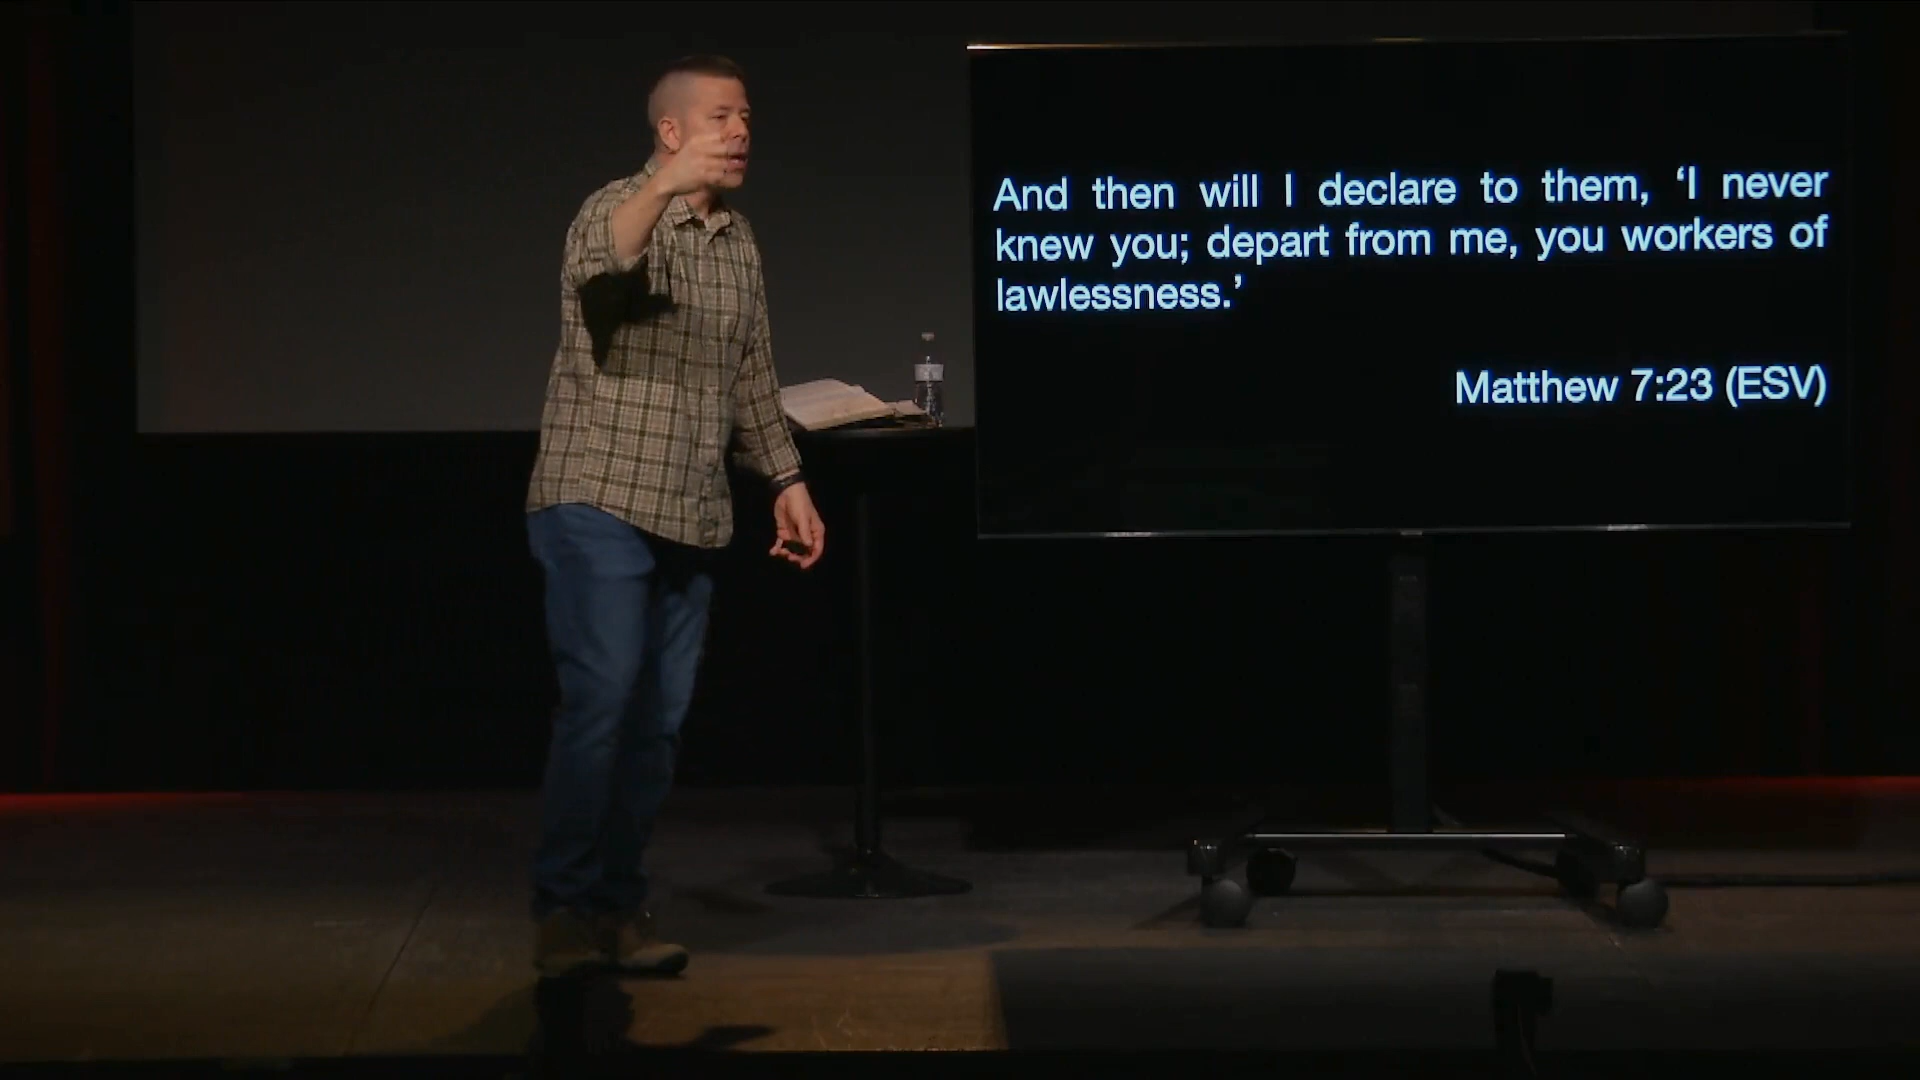 And then will I declare to them, ‘I never
knew you; depart from me, you workers of
lawlessness.’
Matthew 7:23 (ESV)